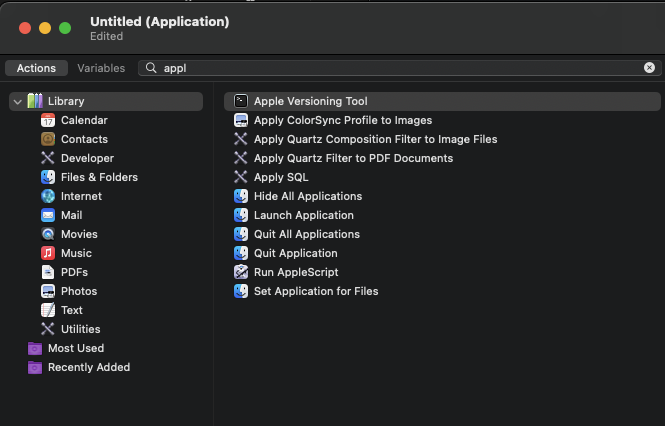 Untitled (Application)
Edited
Actions
Variables
appl
Library
Calendar
Contacts
Developer
Files & Folders
Internet
Mail
Movies
Music
PDFs
Photos
Text
Utilities
Most Used
Recently Added
Apple Versioning Tool
Apply ColorSync Profile to Images
Apply Quartz Composition Filter to Image Files
Apply Quartz Filter to PDF Documents
Apply SQL
Hide All Applications
Launch Application
Quit All Applications
Quit Application
Run AppleScript
Set Application for Files